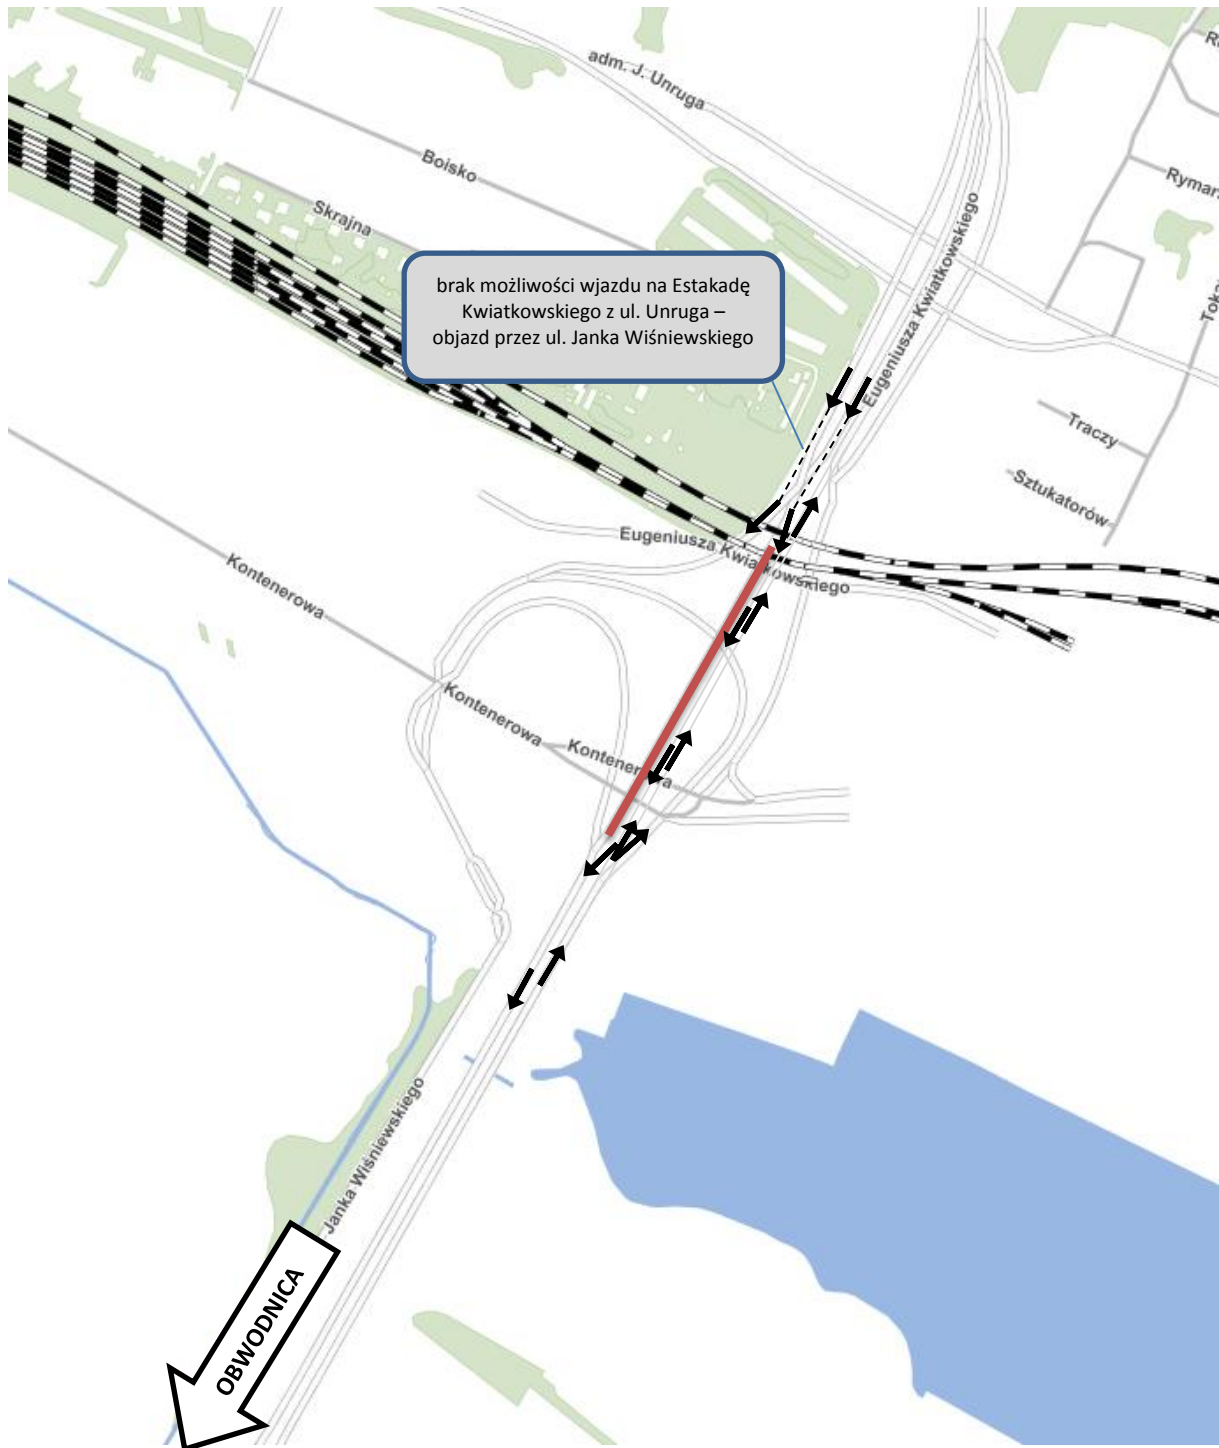 adm. J. Unruga
Boisko
Skrajna
Rymar
Toka
Eugeniusza Kwiatkowskiego
brak możliwości wjazdu na Estakadę
Kwiatkowskiego z ul. Unruga –
objazd przez ul. Janka Wiśniewskiego
Traczy
Sztukatorów
Eugeniusza Kwiatkowskiego
Kontenerowa
Kontenerowa
Kontenerowa
Janka Wiśniewskiego
OBWODNICA